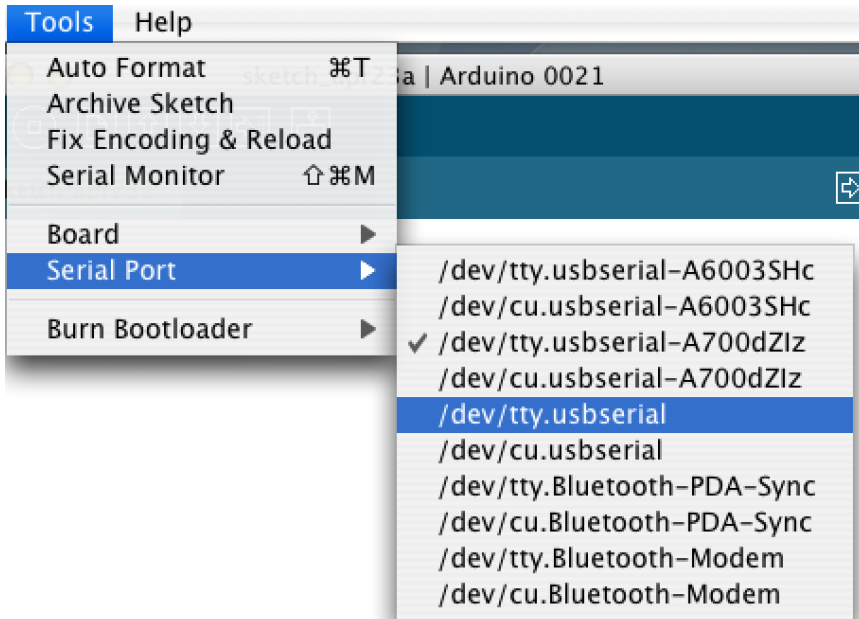 Tools Help
sketch_apr23a | Arduino 0021
Auto Format ⌘T
Archive Sketch
Fix Encoding & Reload
Serial Monitor ⇧⌘M
Board ▶
Serial Port ▶
Burn Bootloader ▶
/dev/tty.usbserial-A6003SHc
/dev/cu.usbserial-A6003SHc
✓ /dev/tty.usbserial-A700dZIz
/dev/cu.usbserial-A700dZIz
/dev/tty.usbserial
/dev/cu.usbserial
/dev/tty.Bluetooth-PDA-Sync
/dev/cu.Bluetooth-PDA-Sync
/dev/tty.Bluetooth-Modem
/dev/cu.Bluetooth-Modem